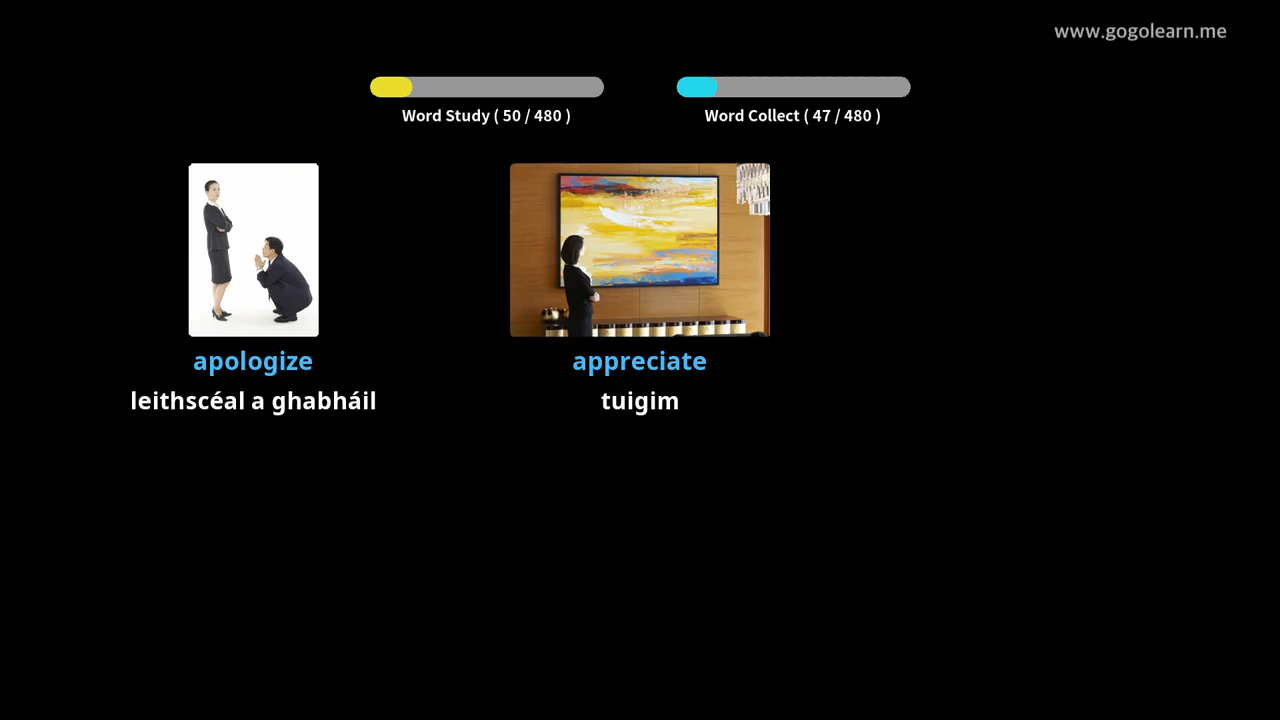 www.gogolearn.me
Word Study ( 50 / 480 )
Word Collect ( 47 / 480 )
apologize
leithscéal a ghabháil
appreciate
tuigim